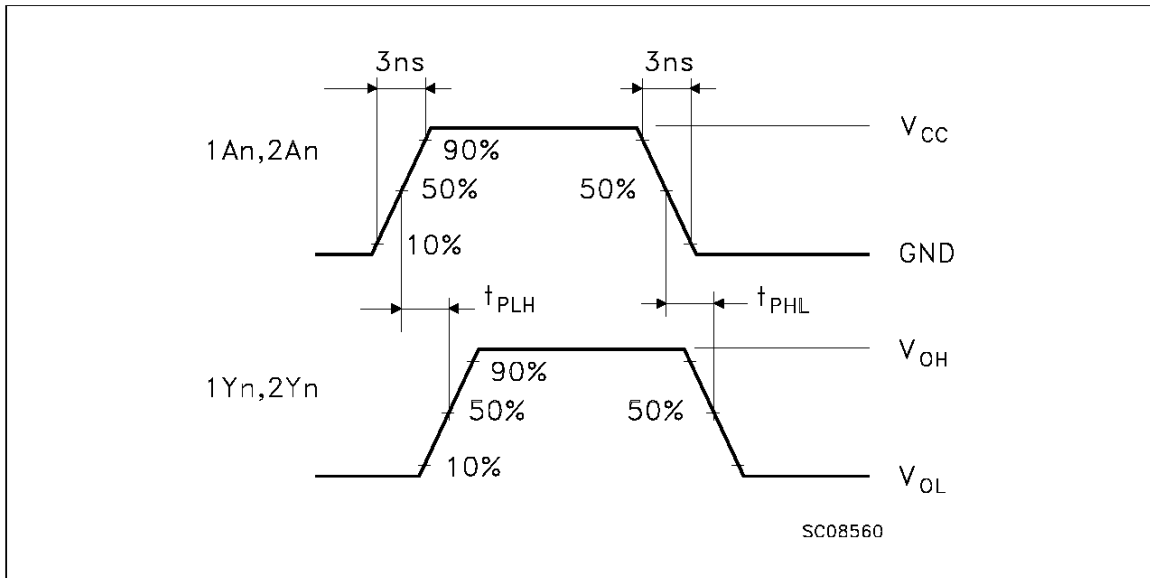 3ns 3ns
V_CC
1An,2An
90%
50% 50%
10%
GND
t_PLH t_PHL
V_OH
1Yn,2Yn
90%
50% 50%
10%
V_OL
SC08560